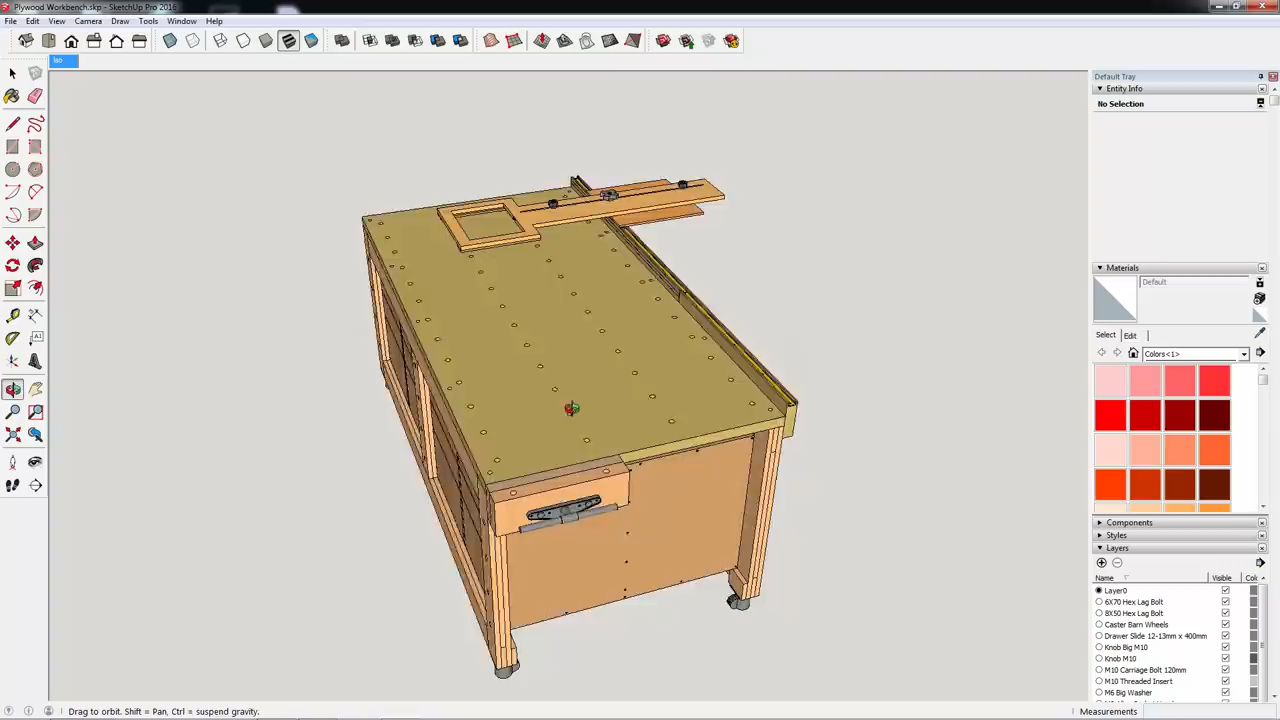 Plywood Workbench.skp - SketchUp Pro 2016
File Edit View Camera Draw Tools Window Help
Iso
Default Tray
Entity Info
No Selection
Materials
Default
Select Edit
Colors<1>
Components
Styles
Layers
Name Visible Col
Layer0
6X70 Hex Lag Bolt
8X50 Hex Lag Bolt
Caster Barn Wheels
Drawer Slide 12-13mm x 400mm
Knob Big M10
Knob M10
M10 Carriage Bolt 120mm
M10 Threaded Insert
M6 Big Washer
Drag to orbit. Shift = Pan, Ctrl = suspend gravity.
Measurements